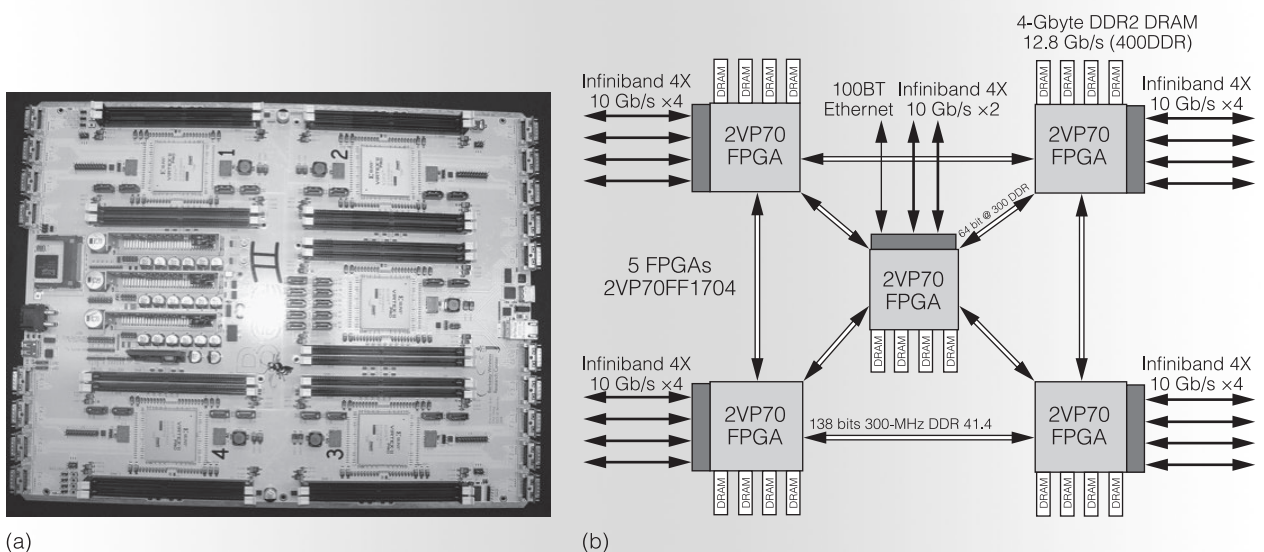 1
2
3
4
(a)
4-Gbyte DDR2 DRAM
12.8 Gb/s (400DDR)
Infiniband 4X
10 Gb/s ×4
DRAM
DRAM
DRAM
DRAM
100BT
Ethernet
Infiniband 4X
10 Gb/s ×2
DRAM
DRAM
DRAM
DRAM
Infiniband 4X
10 Gb/s ×4
2VP70
FPGA
2VP70
FPGA
64 bit @ 300 DDR
5 FPGAs
2VP70FF1704
2VP70
FPGA
DRAM
DRAM
DRAM
DRAM
Infiniband 4X
10 Gb/s ×4
Infiniband 4X
10 Gb/s ×4
2VP70
FPGA
138 bits 300-MHz DDR 41.4
2VP70
FPGA
DRAM
DRAM
DRAM
DRAM
DRAM
DRAM
DRAM
DRAM
(b)